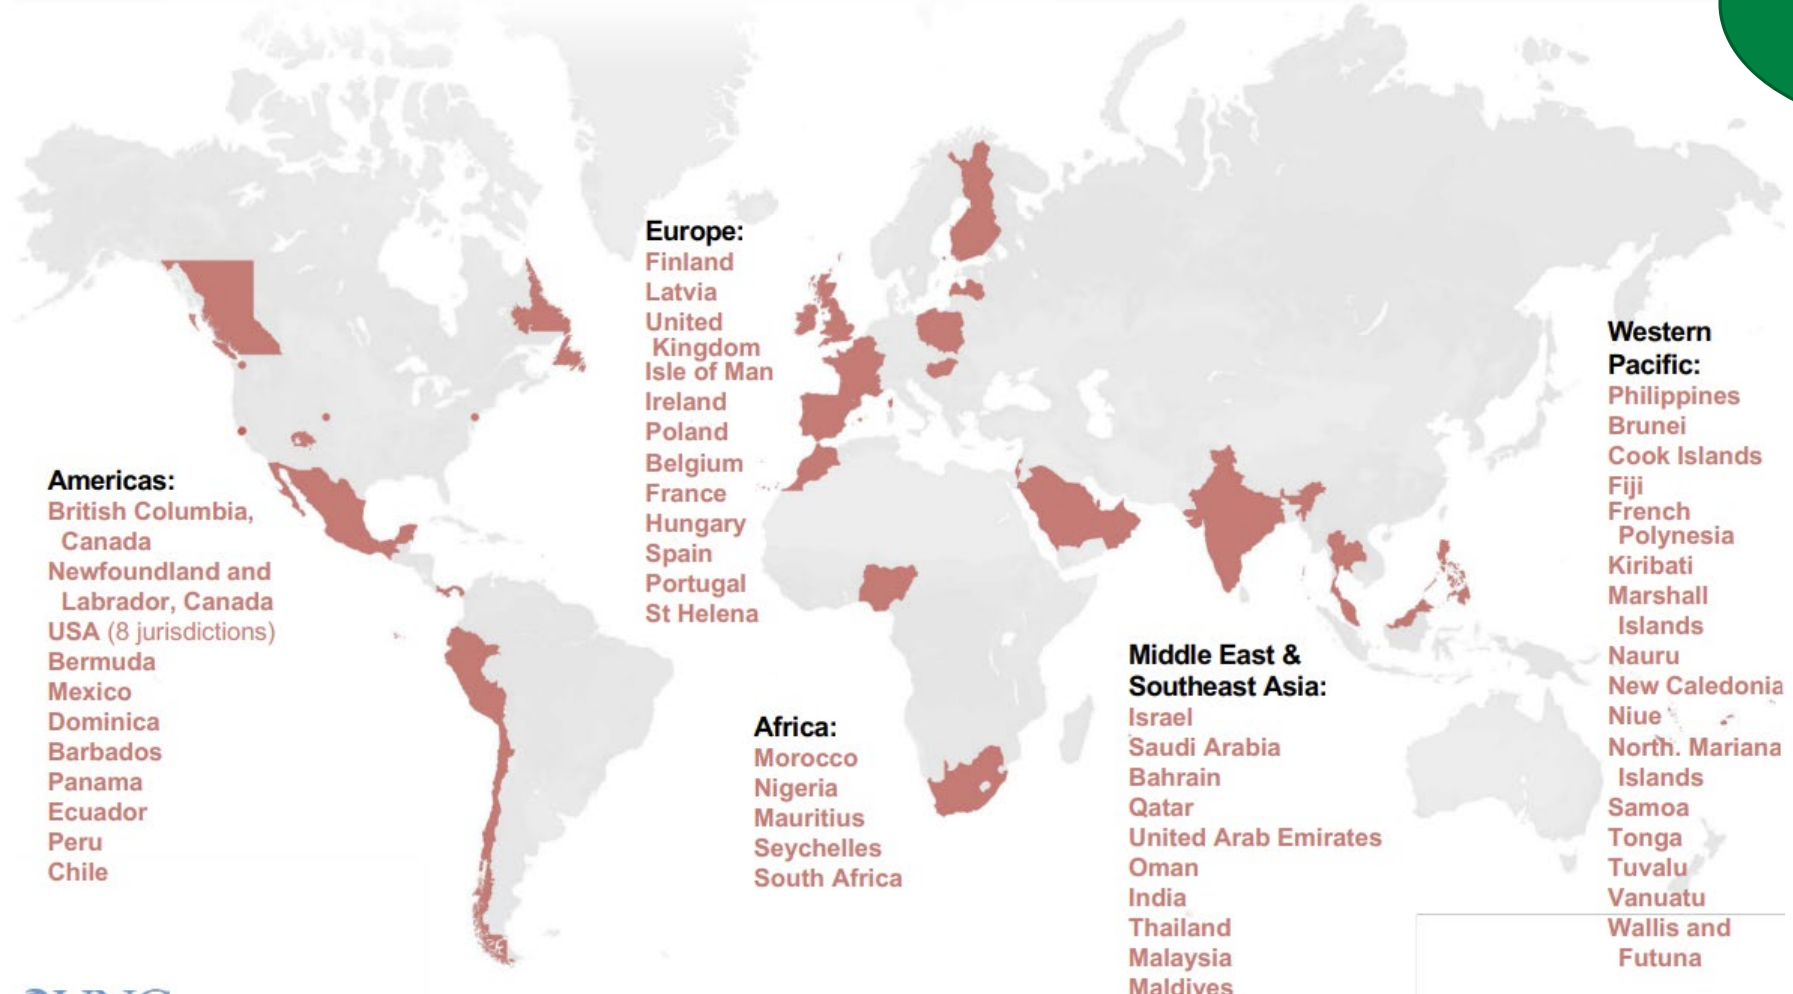 Europe:
Finland
Latvia
United
Kingdom
Isle of Man
Ireland
Poland
Belgium
France
Hungary
Spain
Portugal
St Helena
Americas:
British Columbia,
Canada
Newfoundland and
Labrador, Canada
USA (8 jurisdictions)
Bermuda
Mexico
Dominica
Barbados
Panama
Ecuador
Peru
Chile
Africa:
Morocco
Nigeria
Mauritius
Seychelles
South Africa
Middle East &
Southeast Asia:
Israel
Saudi Arabia
Bahrain
Qatar
United Arab Emirates
Oman
India
Thailand
Malaysia
Maldives
Western
Pacific:
Philippines
Brunei
Cook Islands
Fiji
French
Polynesia
Kiribati
Marshall
Islands
Nauru
New Caledonia
Niue
North. Mariana
Islands
Samoa
Tonga
Tuvalu
Vanuatu
Wallis and
Futuna